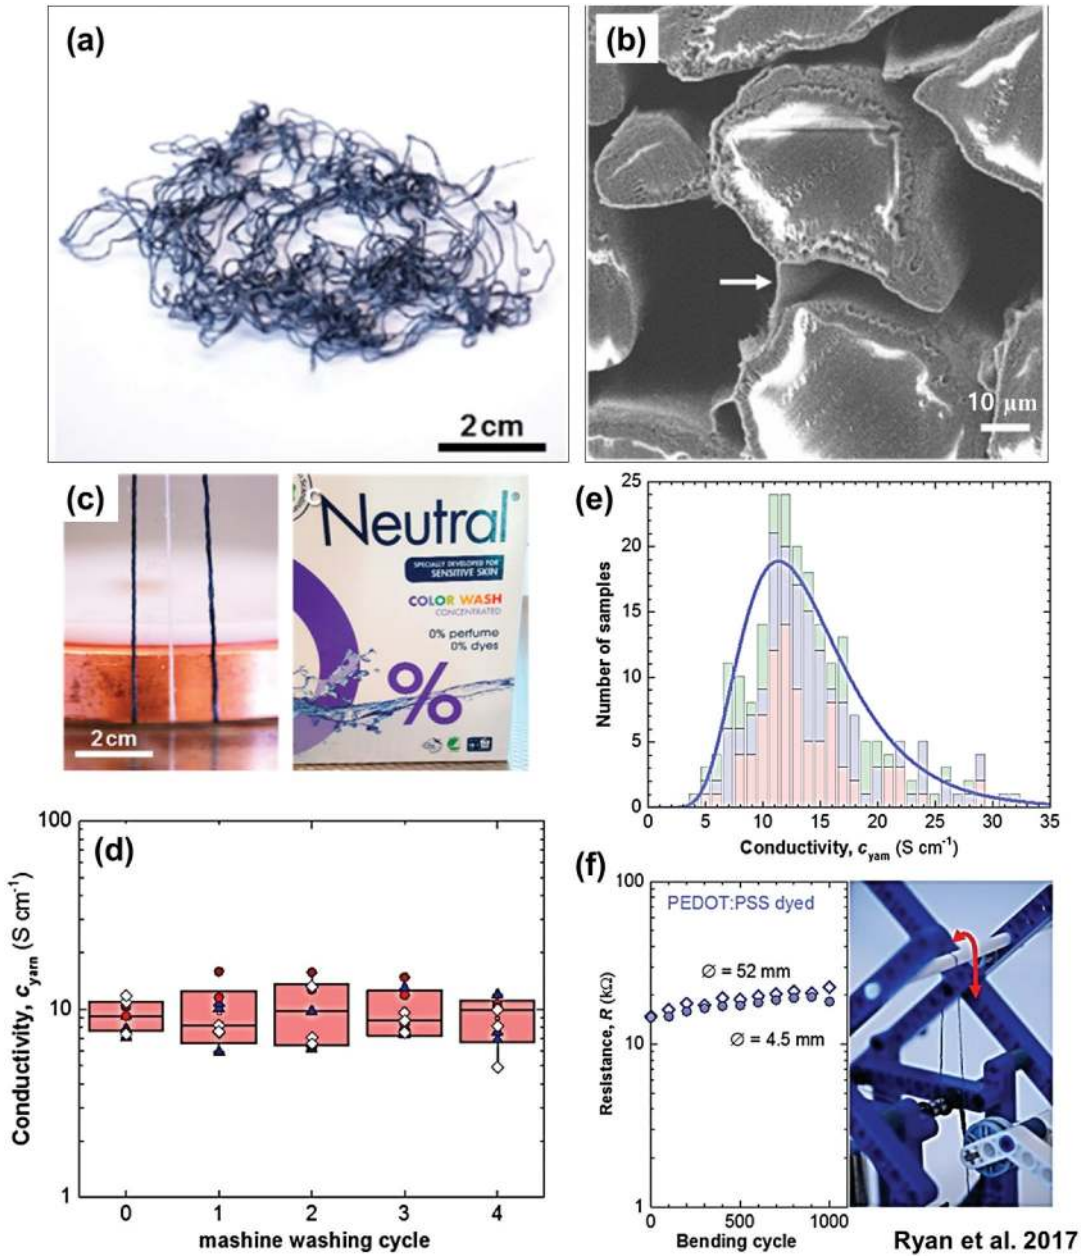 (a)
2 cm
(b)
10 µm
(c)
2 cm
Neutral®
SPECIALLY DEVELOPED FOR
SENSITIVE SKIN
COLOR WASH
CONCENTRATED
0% perfume
0% dyes
0%
(e)
Number of samples
25
20
15
10
5
0
0 5 10 15 20 25 30 35
Conductivity, c_yarn (S cm⁻¹)
(d)
Conductivity, c_yarn (S cm⁻¹)
100
10
1
0 1 2 3 4
mashine washing cycle
(f)
Resistance, R (kΩ)
100
10
1
PEDOT:PSS dyed
∅ = 52 mm
∅ = 4.5 mm
0 500 1000
Bending cycle
Ryan et al. 2017